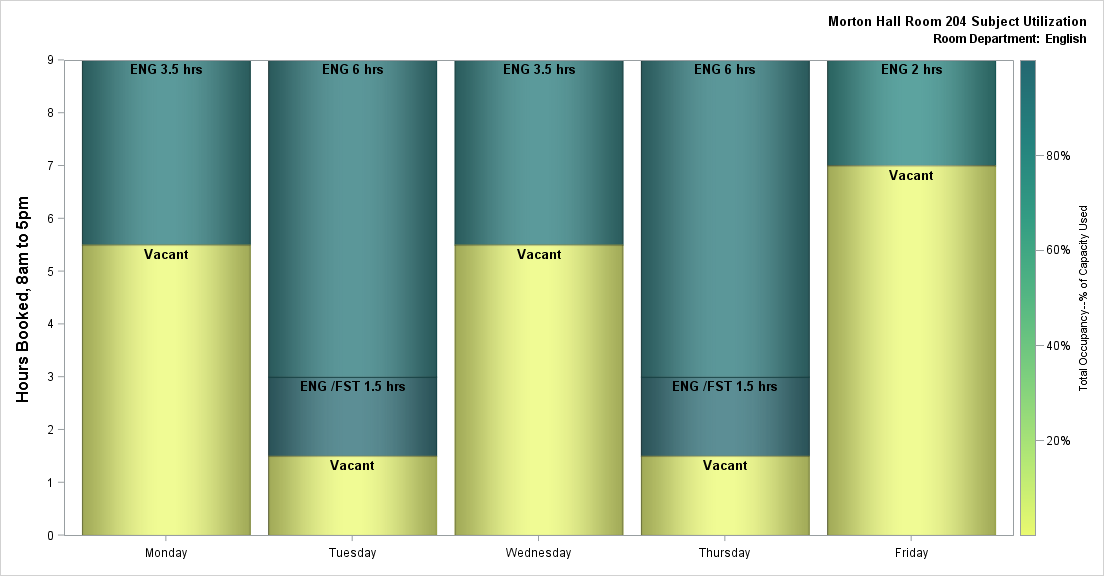 Morton Hall Room 204 Subject Utilization
Room Department: English
Hours Booked, 8am to 5pm
9
8
7
6
5
4
3
2
1
0
ENG 3.5 hrs
Vacant
ENG 6 hrs
ENG /FST 1.5 hrs
Vacant
ENG 3.5 hrs
Vacant
ENG 6 hrs
ENG /FST 1.5 hrs
Vacant
ENG 2 hrs
Vacant
Monday
Tuesday
Wednesday
Thursday
Friday
80%
60%
40%
20%
Total Occupancy--% of Capacity Used